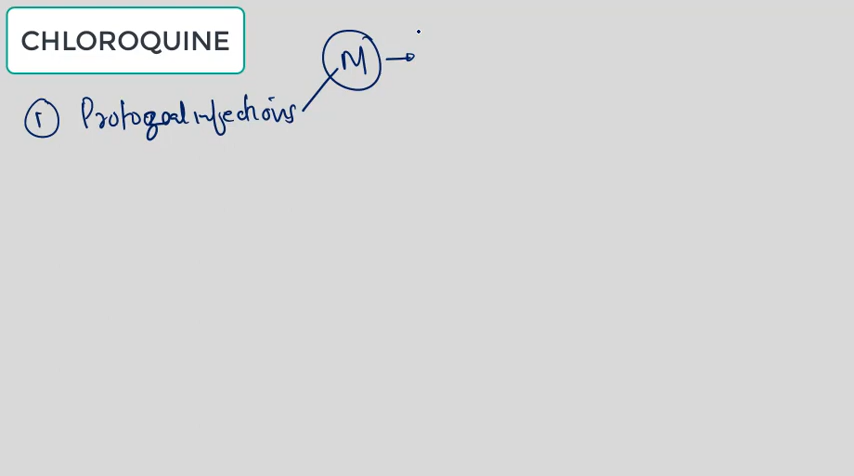 CHLOROQUINE
M →
① Protozoal infections